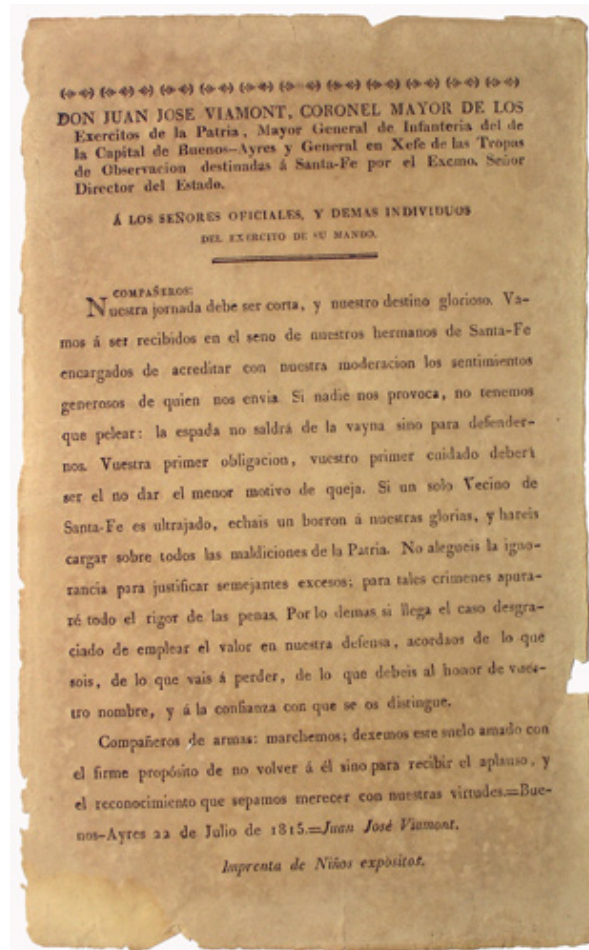 DON JUAN JOSE VIAMONT, CORONEL MAYOR DE LOS
Exercitos de la Patria, Mayor General de Infanteria del de
la Capital de Buenos-Ayres y General en Xefe de las Tropas
de Observacion destinadas á Santa-Fe por el Excmo. Señor
Director del Estado.
Á LOS SEÑORES OFICIALES, Y DEMAS INDIVIDUOS
DEL EXERCITO DE SU MANDO.
COMPAÑEROS:
Nuestra jornada debe ser corta, y nuestro destino glorioso. Va-
mos á ser recibidos en el seno de nuestros hermanos de Santa-Fe
encargados de acreditar con nuestra moderacion los sentimientos
generosos de quien nos envia. Si nadie nos provoca, no tenemos
que pelear: la espada no saldrá de la vayna sino para defender-
nos. Vuestra primer obligacion, vuestro primer cuidado deberá
ser el no dar el menor motivo de queja. Si un solo Vecino de
Santa-Fe es ultrajado, echais un borron á nuestras glorias, y hareis
cargar sobre todos las maldiciones de la Patria. No alegueis la igno-
rancia para justificar semejantes excesos; para tales crimenes apura-
ré todo el rigor de las penas. Por lo demas si llega el caso desgra-
ciado de emplear el valor en nuestra defensa, acordaos de lo que
sois, de lo que vais á perder, de lo que debeis al honor de vues-
tro nombre, y á la confianza con que se os distingue.
Compañeros de armas: marchemos; dexemos este suelo amado con
el firme propósito de no volver á él sino para recibir el aplauso, y
el reconocimiento que sepamos merecer con nuestras virtudes.=Bue-
nos-Ayres 22 de Julio de 1815.=Juan José Viamont.
Imprenta de Niños expósitos.